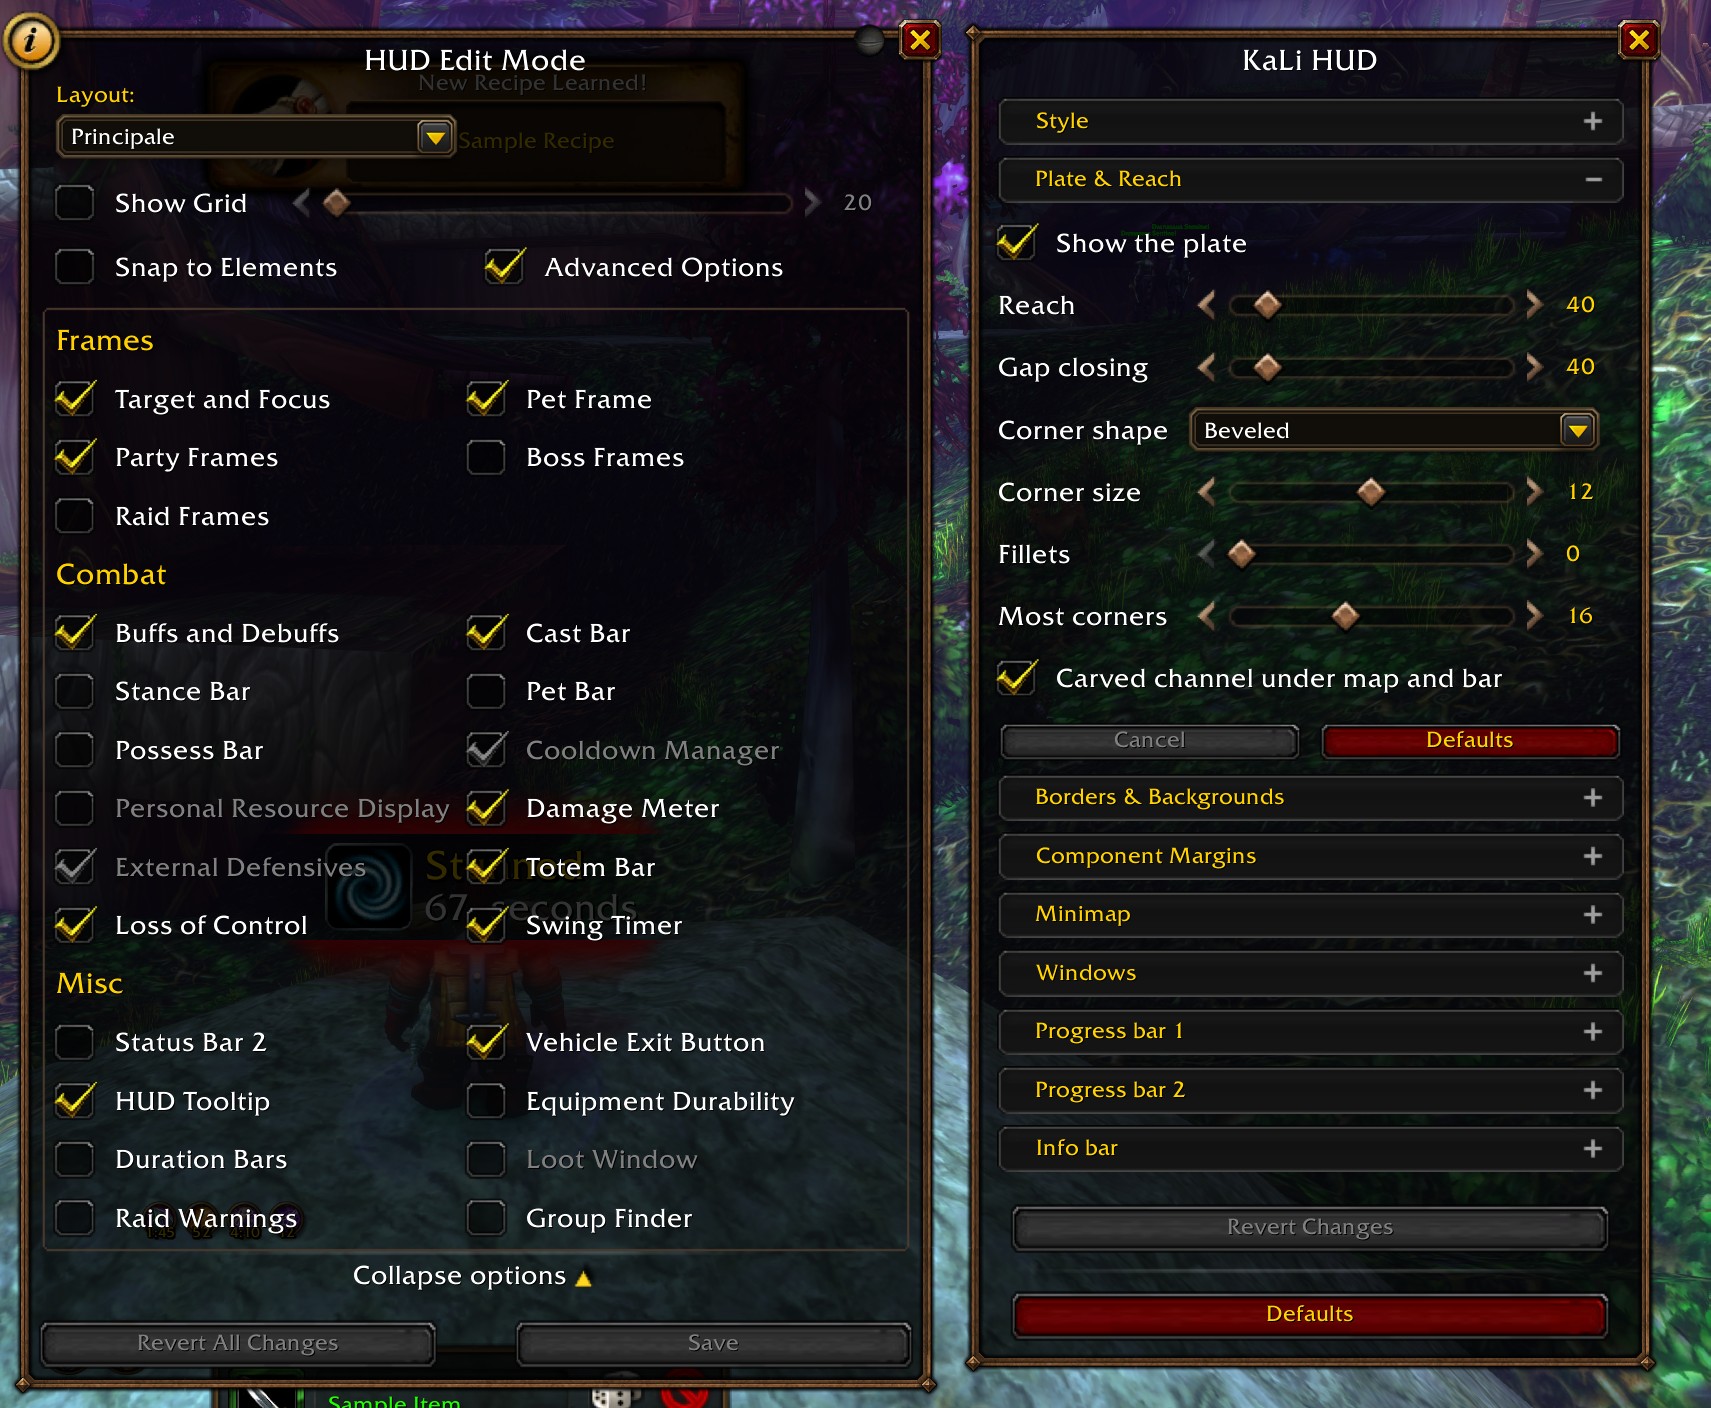 HUD Edit Mode
New Recipe Learned!
Layout:
Principale
Sample Recipe
Show Grid
20
Snap to Elements
Advanced Options
Frames
Target and Focus
Pet Frame
Party Frames
Boss Frames
Raid Frames
Combat
Buffs and Debuffs
Cast Bar
Stance Bar
Pet Bar
Possess Bar
Cooldown Manager
Personal Resource Display
Damage Meter
External Defensives
Totem Bar
67 seconds
Loss of Control
Swing Timer
Misc
Status Bar 2
Vehicle Exit Button
HUD Tooltip
Equipment Durability
Duration Bars
Loot Window
Raid Warnings
Group Finder
Collapse options
Revert All Changes
Save
Sample Item
KaLi HUD
Style
Plate & Reach
Show the plate
Reach
40
Gap closing
40
Corner shape
Beveled
Corner size
12
Fillets
0
Most corners
16
Carved channel under map and bar
Cancel
Defaults
Borders & Backgrounds
Component Margins
Minimap
Windows
Progress bar 1
Progress bar 2
Info bar
Revert Changes
Defaults